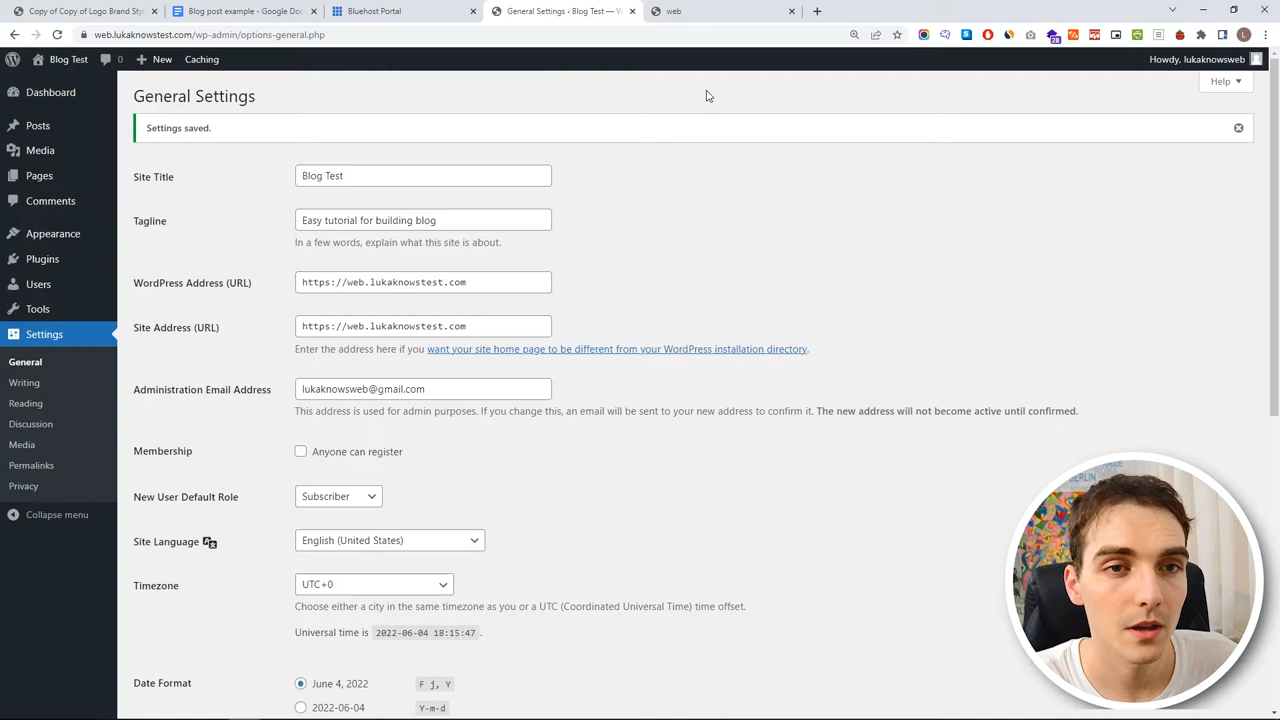 Copy of Copy of Logo Brand Style
Blog post example - Google Doc
Bluehost Portal
General Settings ‹ Blog Test — W
web
web.lukaknowstest.com/wp-admin/options-general.php
28
L
Blog Test
0
New
Caching
Howdy, lukaknowsweb
Dashboard
Posts
Media
Pages
Comments
Appearance
Plugins
Users
Tools
Settings
General
Writing
Reading
Discussion
Media
Permalinks
Privacy
Collapse menu
Help
General Settings
Settings saved.
Site Title
Blog Test
Tagline
Easy tutorial for building blog
In a few words, explain what this site is about.
WordPress Address (URL)
https://web.lukaknowstest.com
Site Address (URL)
https://web.lukaknowstest.com
Enter the address here if you want your site home page to be different from your WordPress installation directory.
Administration Email Address
lukaknowsweb@gmail.com
This address is used for admin purposes. If you change this, an email will be sent to your new address to confirm it. The new address will not become active until confirmed.
Membership
Anyone can register
New User Default Role
Subscriber
Site Language
English (United States)
Timezone
UTC+0
Choose either a city in the same timezone as you or a UTC (Coordinated Universal Time) time offset.
Universal time is 2022-06-04 18:15:47 .
Date Format
June 4, 2022
F j, Y
2022-06-04
Y-m-d
BERLIN